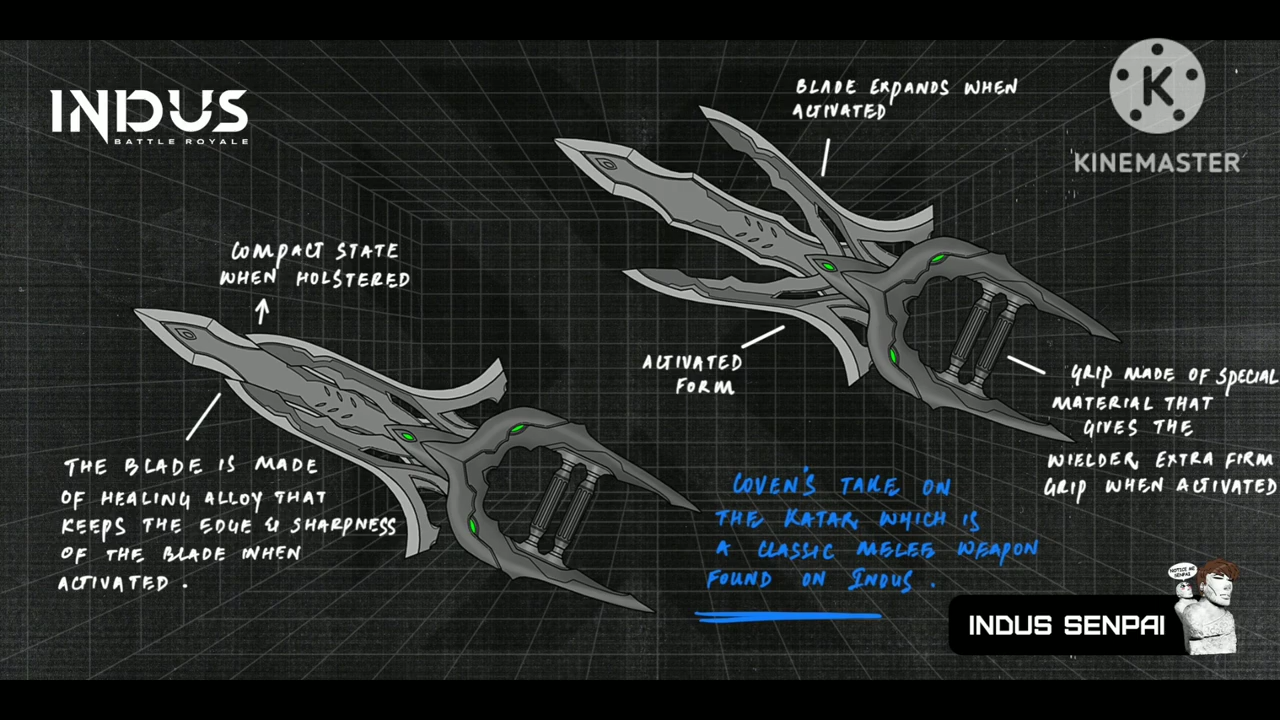 INDUS
BATTLE ROYALE
BLADE EXPANDS WHEN
ACTIVATED
K
KINEMASTER
COMPACT STATE
WHEN HOLSTERED
ACTIVATED
FORM
GRIP MADE OF SPECIAL
MATERIAL THAT
GIVES THE
WIELDER EXTRA FIRM
GRIP WHEN ACTIVATED
THE BLADE IS MADE
OF HEALING ALLOY THAT
KEEPS THE EDGE & SHARPNESS
OF THE BLADE WHEN
ACTIVATED.
COVEN'S TAKE ON
THE KATAR WHICH IS
A CLASSIC MELEE WEAPON
FOUND ON INDUS.
NOTICE ME
SENPAI
INDUS SENPAI